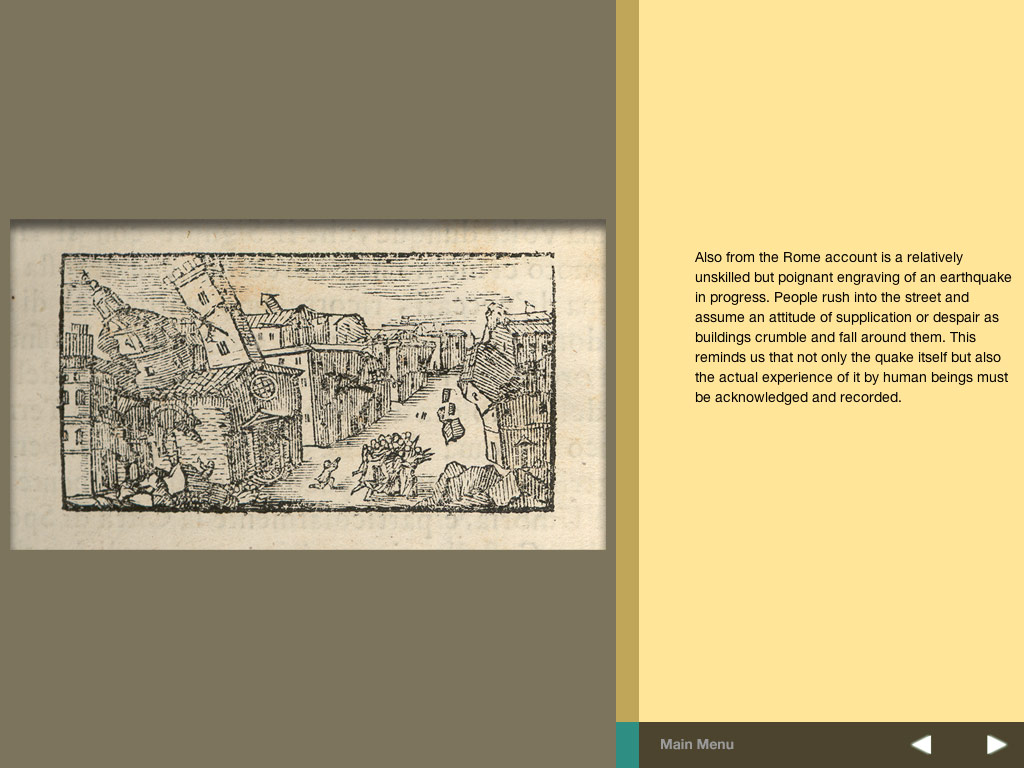 Also from the Rome account is a relatively
unskilled but poignant engraving of an earthquake
in progress. People rush into the street and
assume an attitude of supplication or despair as
buildings crumble and fall around them. This
reminds us that not only the quake itself but also
the actual experience of it by human beings must
be acknowledged and recorded.
Main Menu